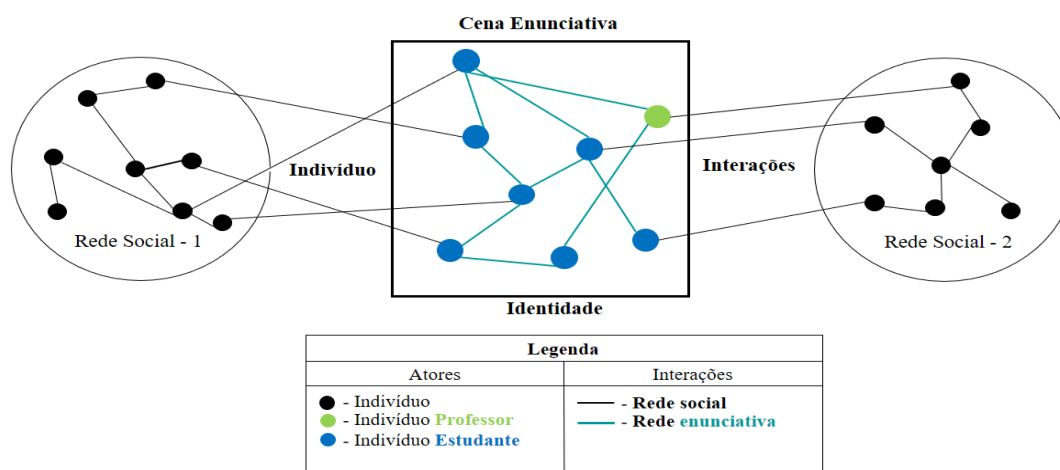 Cena Enunciativa
Indivíduo
Interações
Rede Social - 1
Rede Social - 2
Identidade
Legenda
Atores
Interações
- Indivíduo
- Indivíduo Professor
- Indivíduo Estudante
- Rede social
- Rede enunciativa